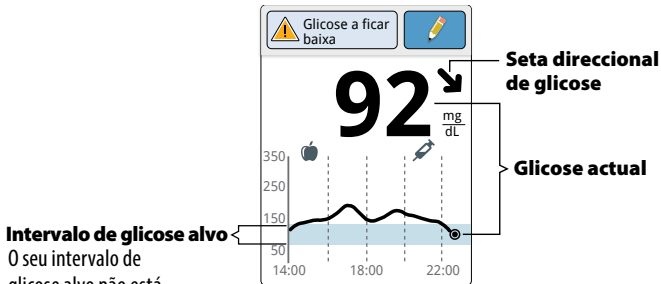 Glicose a ficar
baixa
92
mg
dL
Seta direccional
de glicose
Glicose actual
350
250
150
50
14:00 18:00 22:00
Intervalo de glicose alvo
O seu intervalo de
glicose alvo não está